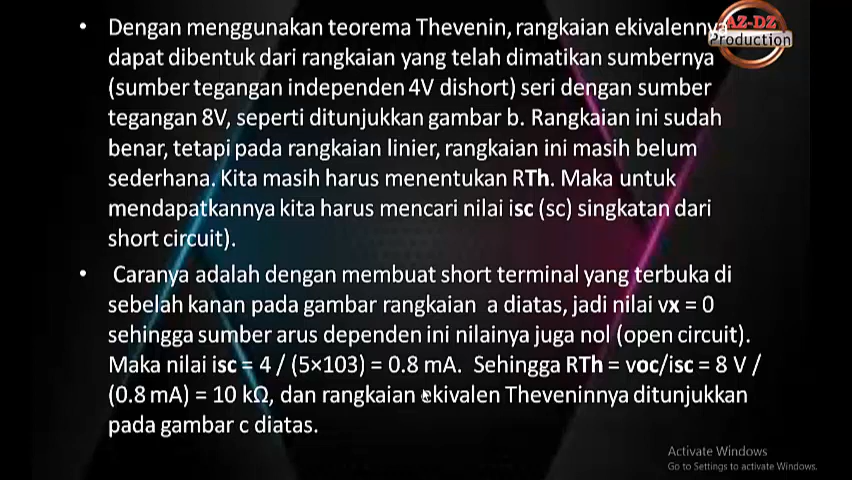 • Dengan menggunakan teorema Thevenin, rangkaian ekivalennya
dapat dibentuk dari rangkaian yang telah dimatikan sumbernya
(sumber tegangan independen 4V dishort) seri dengan sumber
tegangan 8V, seperti ditunjukkan gambar b. Rangkaian ini sudah
benar, tetapi pada rangkaian linier, rangkaian ini masih belum
sederhana. Kita masih harus menentukan RTh. Maka untuk
mendapatkannya kita harus mencari nilai isc (sc) singkatan dari
short circuit).
• Caranya adalah dengan membuat short terminal yang terbuka di
sebelah kanan pada gambar rangkaian a diatas, jadi nilai vx = 0
sehingga sumber arus dependen ini nilainya juga nol (open circuit).
Maka nilai isc = 4 / (5×103) = 0.8 mA. Sehingga RTh = voc/isc = 8 V /
(0.8 mA) = 10 kΩ, dan rangkaian ekivalen Theveninnya ditunjukkan
pada gambar c diatas.
AZ-DZ
Production
Activate Windows
Go to Settings to activate Windows.